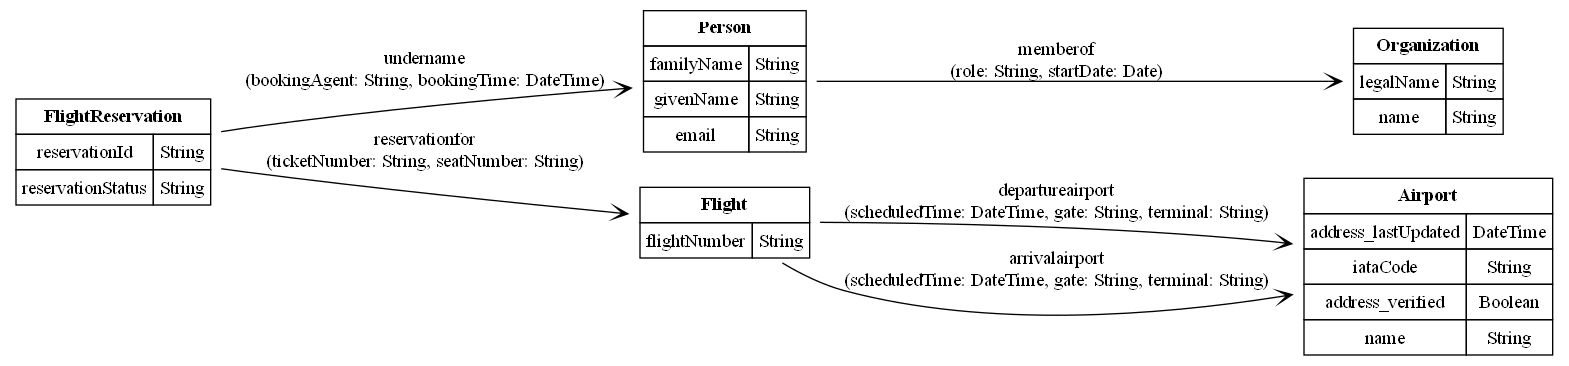 FlightReservation
reservationId String
reservationStatus String
undername
(bookingAgent: String, bookingTime: DateTime)
reservationfor
(ticketNumber: String, seatNumber: String)
Person
familyName String
givenName String
email String
Flight
flightNumber String
memberof
(role: String, startDate: Date)
departureairport
(scheduledTime: DateTime, gate: String, terminal: String)
arrivalairport
(scheduledTime: DateTime, gate: String, terminal: String)
Organization
legalName String
name String
Airport
address_lastUpdated DateTime
iataCode String
address_verified Boolean
name String